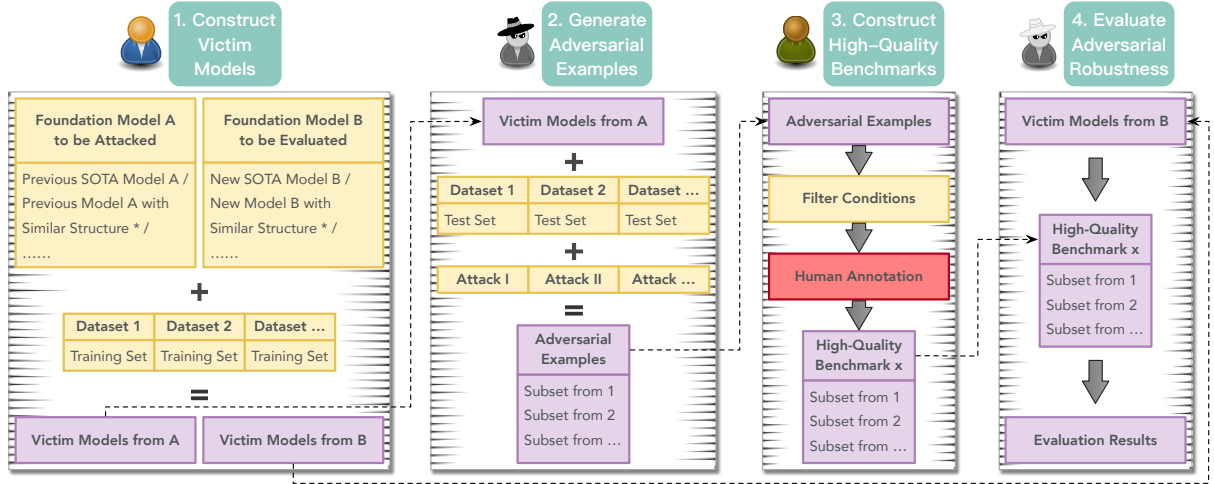 1. Construct
Victim
Models
2. Generate
Adversarial
Examples
3. Construct
High-Quality
Benchmarks
4. Evaluate
Adversarial
Robustness
Foundation Model A
to be Attacked
Previous SOTA Model A /
Previous Model A with
Similar Structure * /
......
Foundation Model B
to be Evaluated
New SOTA Model B /
New Model B with
Similar Structure * /
......
+
Dataset 1 Dataset 2 Dataset ...
Training Set Training Set Training Set
=
Victim Models from A
Victim Models from B
Victim Models from A
+
Dataset 1 Dataset 2 Dataset ...
Test Set Test Set Test Set
+
Attack I Attack II Attack ...
=
Adversarial
Examples
Subset from 1
Subset from 2
Subset from ...
Adversarial Examples
Filter Conditions
Human Annotation
High-Quality
Benchmark x
Subset from 1
Subset from 2
Subset from ...
Victim Models from B
High-Quality
Benchmark x
Subset from 1
Subset from 2
Subset from ...
Evaluation Results